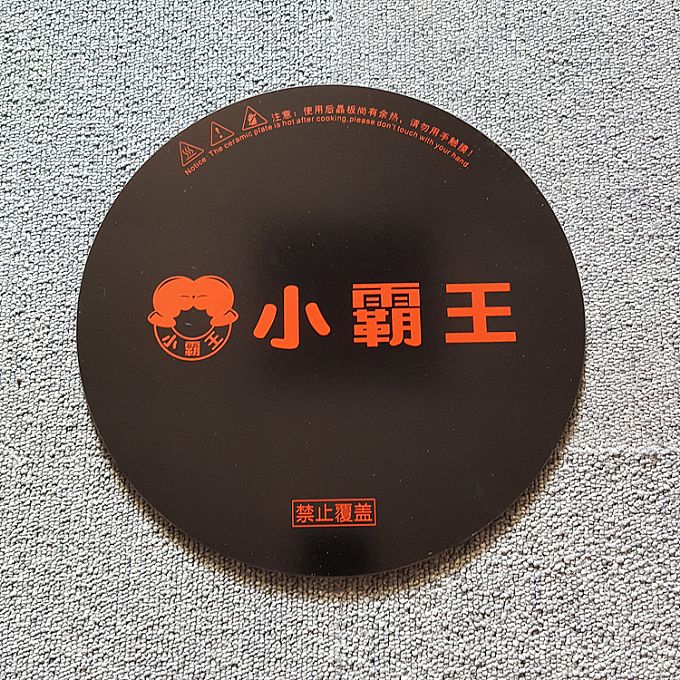 注意：使用后晶板尚有余热，请勿用手触摸！
Notice: The ceramic plate is hot after cooking.please don't touch with your hand.
小霸王
小霸王
禁止覆盖